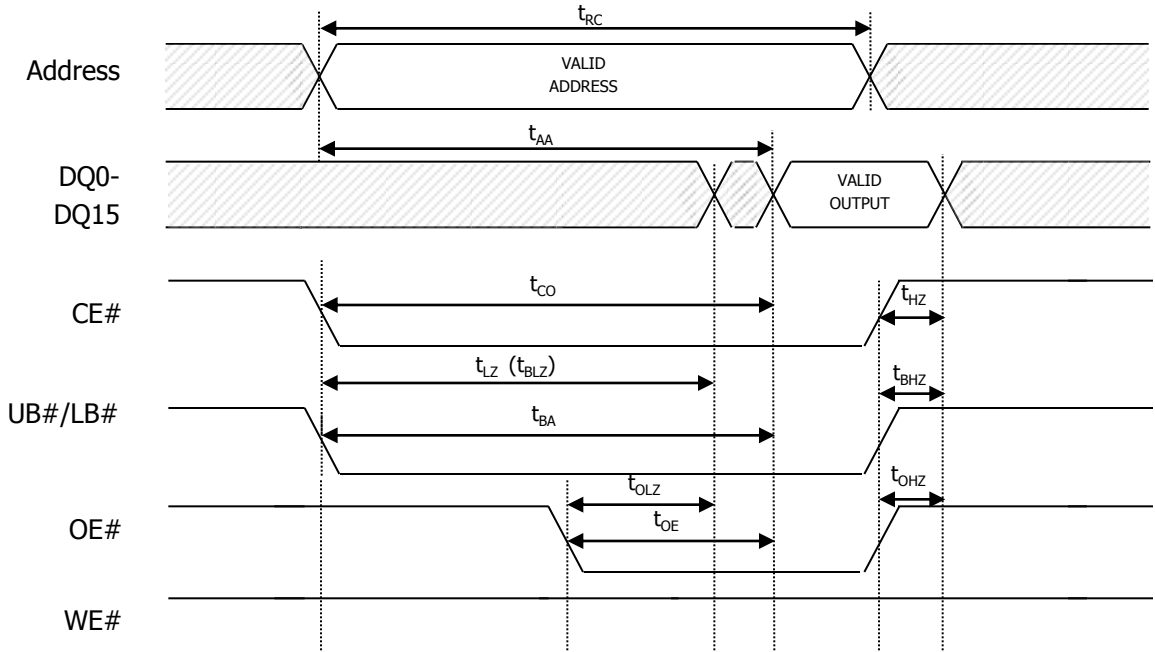 tRC
Address
VALID
ADDRESS
tAA
DQ0-
DQ15
VALID
OUTPUT
tCO
CE#
tHZ
tLZ (tBLZ)
tBHZ
UB#/LB#
tBA
tOLZ
tOHZ
OE#
tOE
WE#